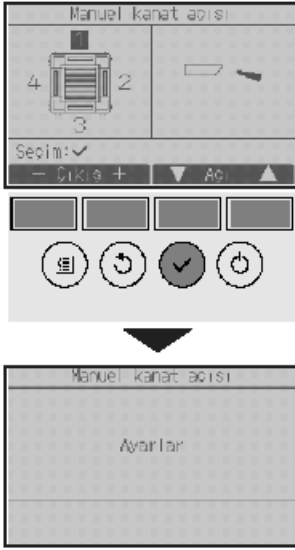 Manuel kanat açısı
1
4
2
3
Seçim:✓
− Çıkış +
▼ Açı ▲
Manuel kanat açısı
Ayarlar